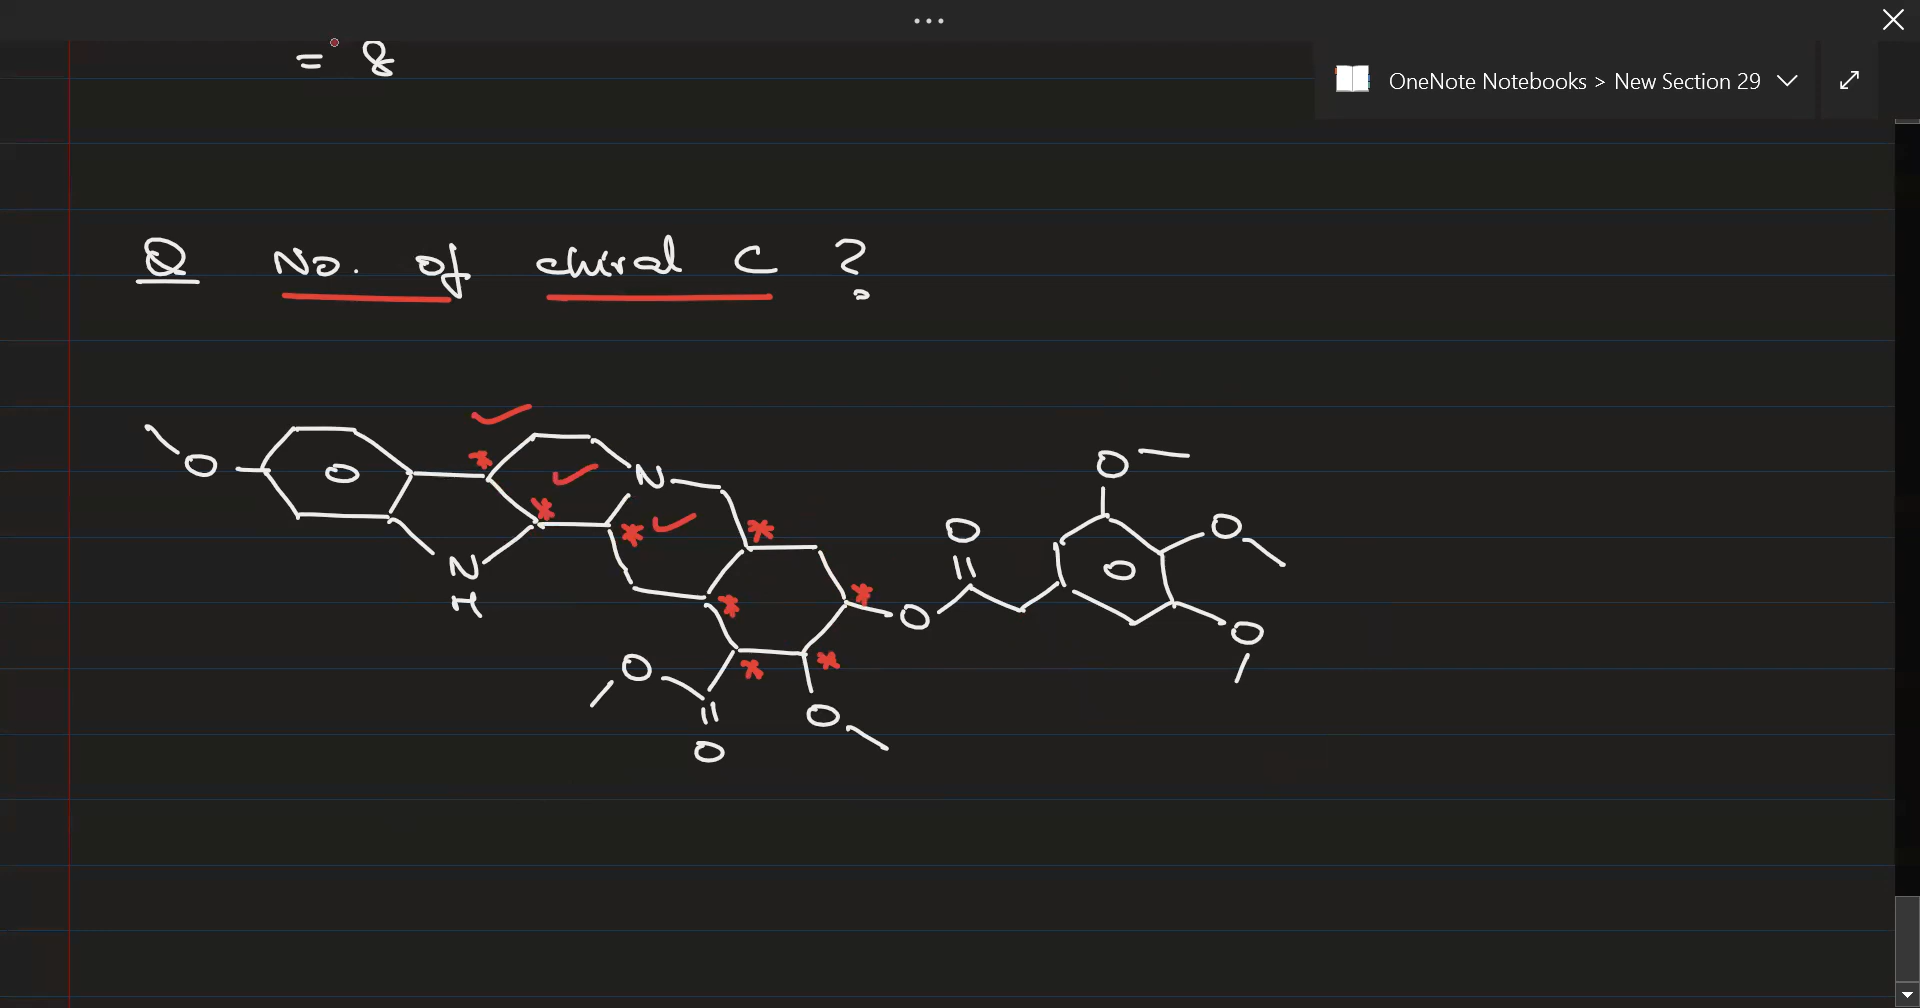 ...
= 8
OneNote Notebooks > New Section 29
Q No. of chiral C ?
O
O
O
N
O
O
O
O
N
H
O
O
O
O
O